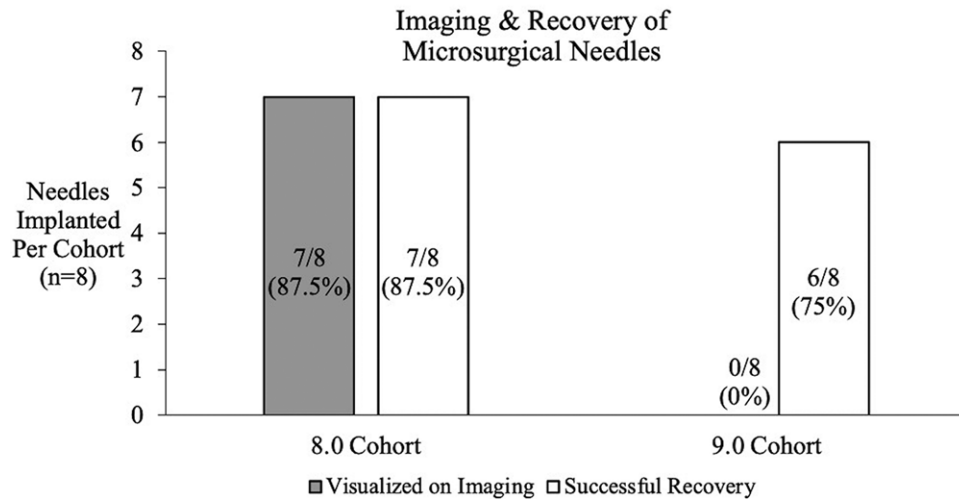 Imaging & Recovery of
Microsurgical Needles
8
7
6
5
4
3
2
1
0
Needles
Implanted
Per Cohort
(n=8)
7/8
(87.5%)
7/8
(87.5%)
0/8
(0%)
6/8
(75%)
8.0 Cohort
9.0 Cohort
Visualized on Imaging
Successful Recovery